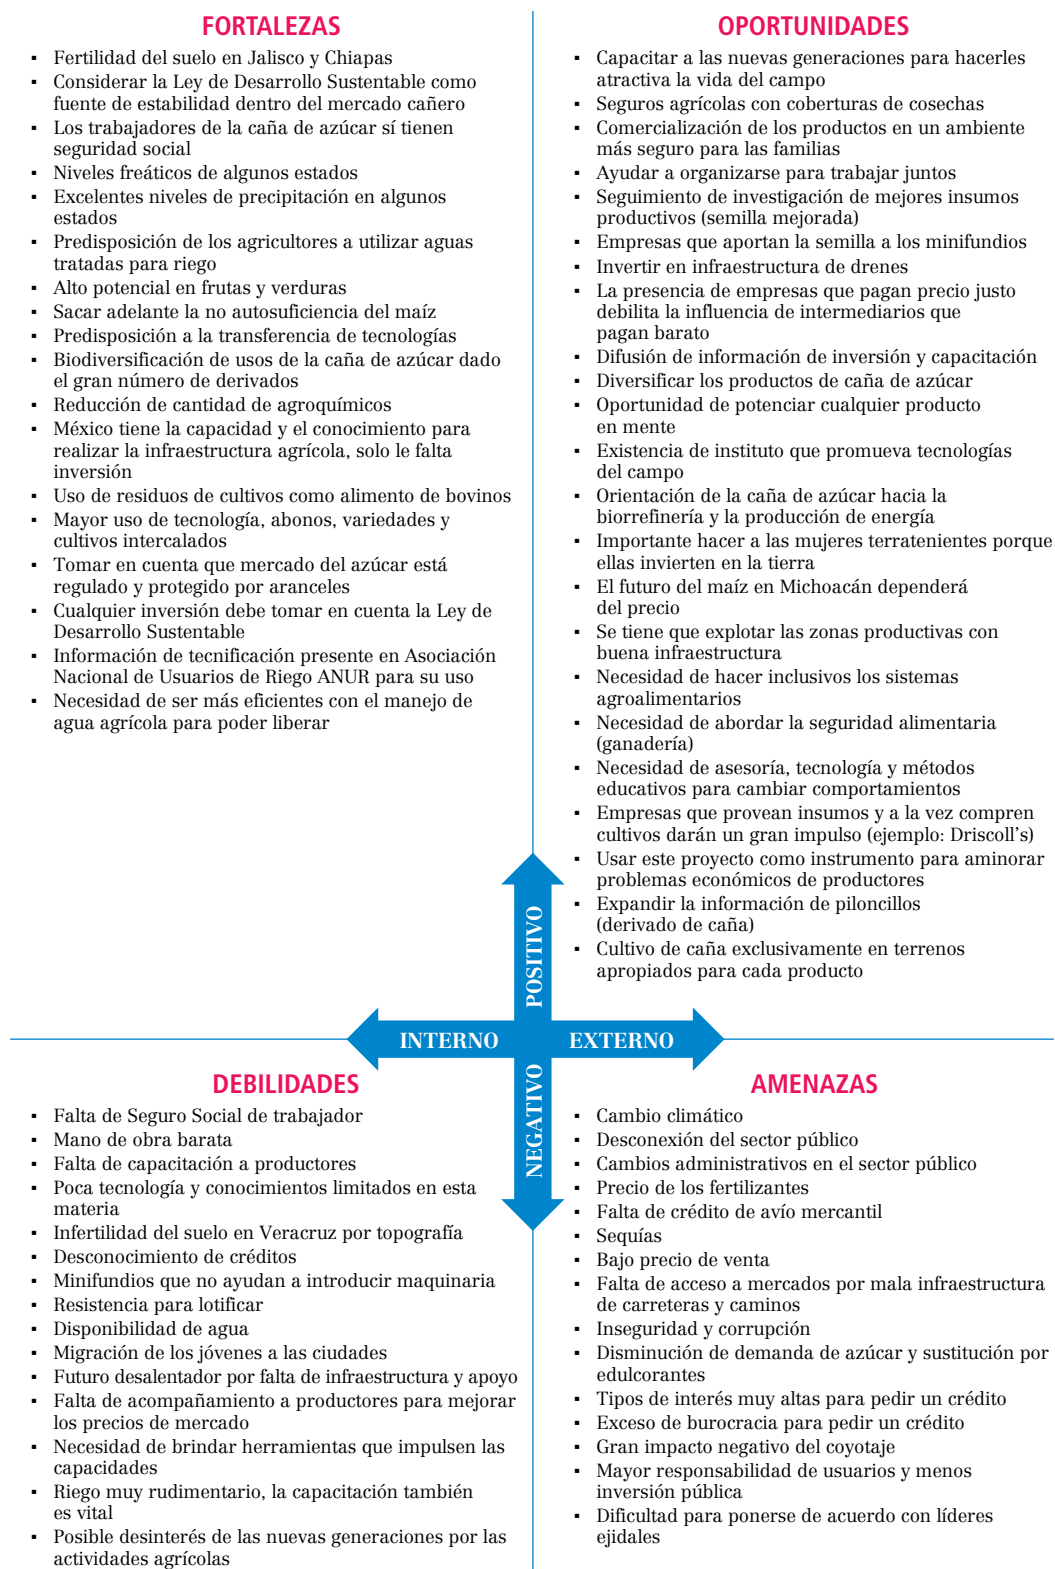 FORTALEZAS
▪ Fertilidad del suelo en Jalisco y Chiapas
▪ Considerar la Ley de Desarrollo Sustentable como
fuente de estabilidad dentro del mercado cañero
▪ Los trabajadores de la caña de azúcar sí tienen
seguridad social
▪ Niveles freáticos de algunos estados
▪ Excelentes niveles de precipitación en algunos
estados
▪ Predisposición de los agricultores a utilizar aguas
tratadas para riego
▪ Alto potencial en frutas y verduras
▪ Sacar adelante la no autosuficiencia del maíz
▪ Predisposición a la transferencia de tecnologías
▪ Biodiversificación de usos de la caña de azúcar dado
el gran número de derivados
▪ Reducción de cantidad de agroquímicos
▪ México tiene la capacidad y el conocimiento para
realizar la infraestructura agrícola, solo le falta
inversión
▪ Uso de residuos de cultivos como alimento de bovinos
▪ Mayor uso de tecnología, abonos, variedades y
cultivos intercalados
▪ Tomar en cuenta que mercado del azúcar está
regulado y protegido por aranceles
▪ Cualquier inversión debe tomar en cuenta la Ley de
Desarrollo Sustentable
▪ Información de tecnificación presente en Asociación
Nacional de Usuarios de Riego ANUR para su uso
▪ Necesidad de ser más eficientes con el manejo de
agua agrícola para poder liberar
OPORTUNIDADES
▪ Capacitar a las nuevas generaciones para hacerles
atractiva la vida del campo
▪ Seguros agrícolas con coberturas de cosechas
▪ Comercialización de los productos en un ambiente
más seguro para las familias
▪ Ayudar a organizarse para trabajar juntos
▪ Seguimiento de investigación de mejores insumos
productivos (semilla mejorada)
▪ Empresas que aportan la semilla a los minifundios
▪ Invertir en infraestructura de drenes
▪ La presencia de empresas que pagan precio justo
debilita la influencia de intermediarios que
pagan barato
▪ Difusión de información de inversión y capacitación
▪ Diversificar los productos de caña de azúcar
▪ Oportunidad de potenciar cualquier producto
en mente
▪ Existencia de instituto que promueva tecnologías
del campo
▪ Orientación de la caña de azúcar hacia la
biorrefinería y la producción de energía
▪ Importante hacer a las mujeres terratenientes porque
ellas invierten en la tierra
▪ El futuro del maíz en Michoacán dependerá
del precio
▪ Se tiene que explotar las zonas productivas con
buena infraestructura
▪ Necesidad de hacer inclusivos los sistemas
agroalimentarios
▪ Necesidad de abordar la seguridad alimentaria
(ganadería)
▪ Necesidad de asesoría, tecnología y métodos
educativos para cambiar comportamientos
▪ Empresas que provean insumos y a la vez compren
cultivos darán un gran impulso (ejemplo: Driscoll's)
▪ Usar este proyecto como instrumento para aminorar
problemas económicos de productores
▪ Expandir la información de piloncillos
(derivado de caña)
▪ Cultivo de caña exclusivamente en terrenos
apropiados para cada producto
POSITIVO
INTERNO
EXTERNO
NEGATIVO
DEBILIDADES
▪ Falta de Seguro Social de trabajador
▪ Mano de obra barata
▪ Falta de capacitación a productores
▪ Poca tecnología y conocimientos limitados en esta
materia
▪ Infertilidad del suelo en Veracruz por topografía
▪ Desconocimiento de créditos
▪ Minifundios que no ayudan a introducir maquinaria
▪ Resistencia para lotificar
▪ Disponibilidad de agua
▪ Migración de los jóvenes a las ciudades
▪ Futuro desalentador por falta de infraestructura y apoyo
▪ Falta de acompañamiento a productores para mejorar
los precios de mercado
▪ Necesidad de brindar herramientas que impulsen las
capacidades
▪ Riego muy rudimentario, la capacitación también
es vital
▪ Posible desinterés de las nuevas generaciones por las
actividades agrícolas
AMENAZAS
▪ Cambio climático
▪ Desconexión del sector público
▪ Cambios administrativos en el sector público
▪ Precio de los fertilizantes
▪ Falta de crédito de avío mercantil
▪ Sequías
▪ Bajo precio de venta
▪ Falta de acceso a mercados por mala infraestructura
de carreteras y caminos
▪ Inseguridad y corrupción
▪ Disminución de demanda de azúcar y sustitución por
edulcorantes
▪ Tipos de interés muy altas para pedir un crédito
▪ Exceso de burocracia para pedir un crédito
▪ Gran impacto negativo del coyotaje
▪ Mayor responsabilidad de usuarios y menos
inversión pública
▪ Dificultad para ponerse de acuerdo con líderes
ejidales